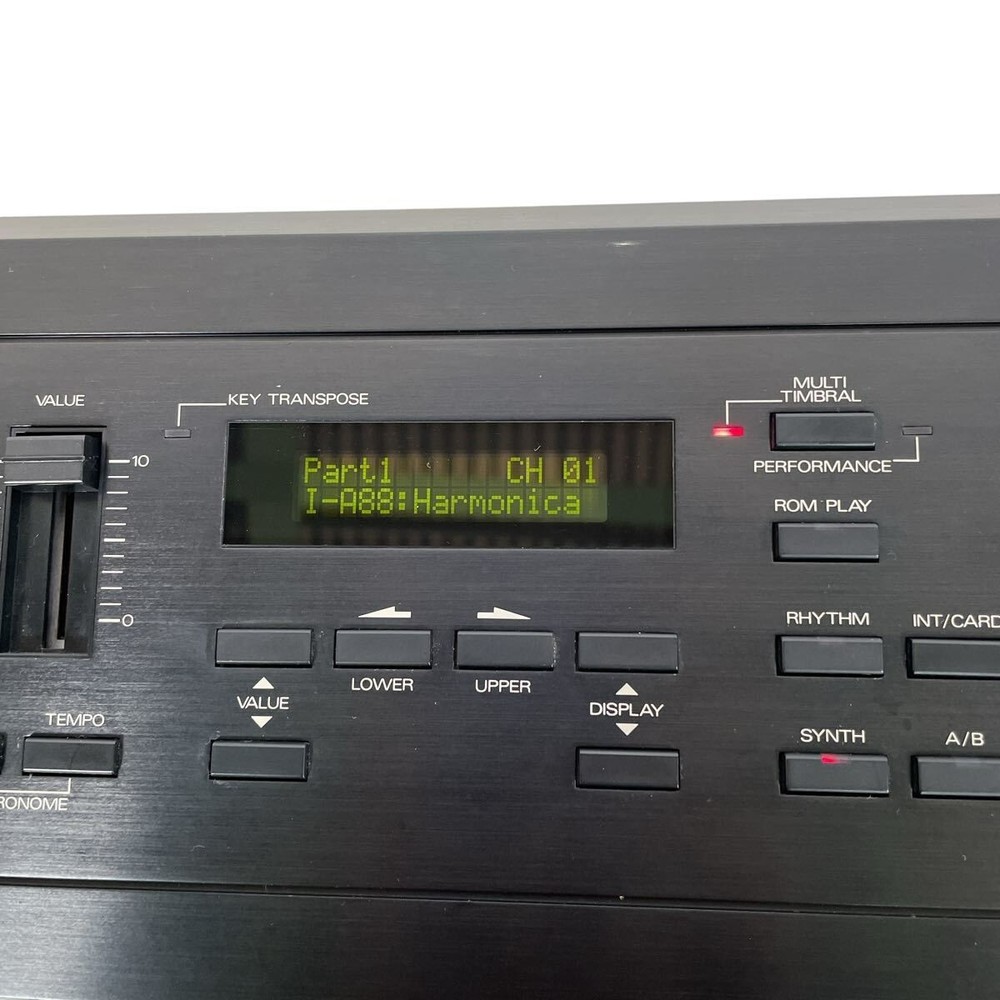 VALUE
KEY TRANSPOSE
MULTI
TIMBRAL
10
Part1 CH 01
I-A88:Harmonica
PERFORMANCE
ROM PLAY
0
RHYTHM
INT/CARD
LOWER
UPPER
VALUE
DISPLAY
TEMPO
SYNTH
A/B
RONOME